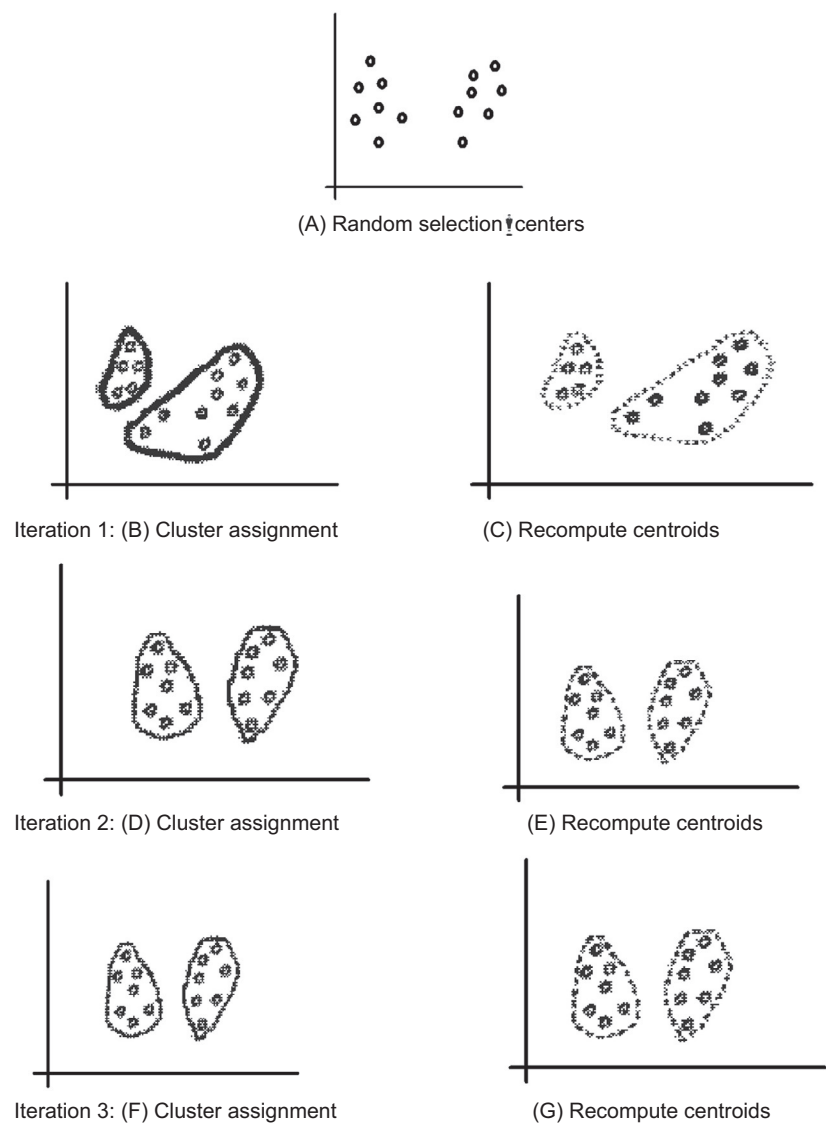 (A) Random selection centers
Iteration 1: (B) Cluster assignment
(C) Recompute centroids
Iteration 2: (D) Cluster assignment
(E) Recompute centroids
Iteration 3: (F) Cluster assignment
(G) Recompute centroids